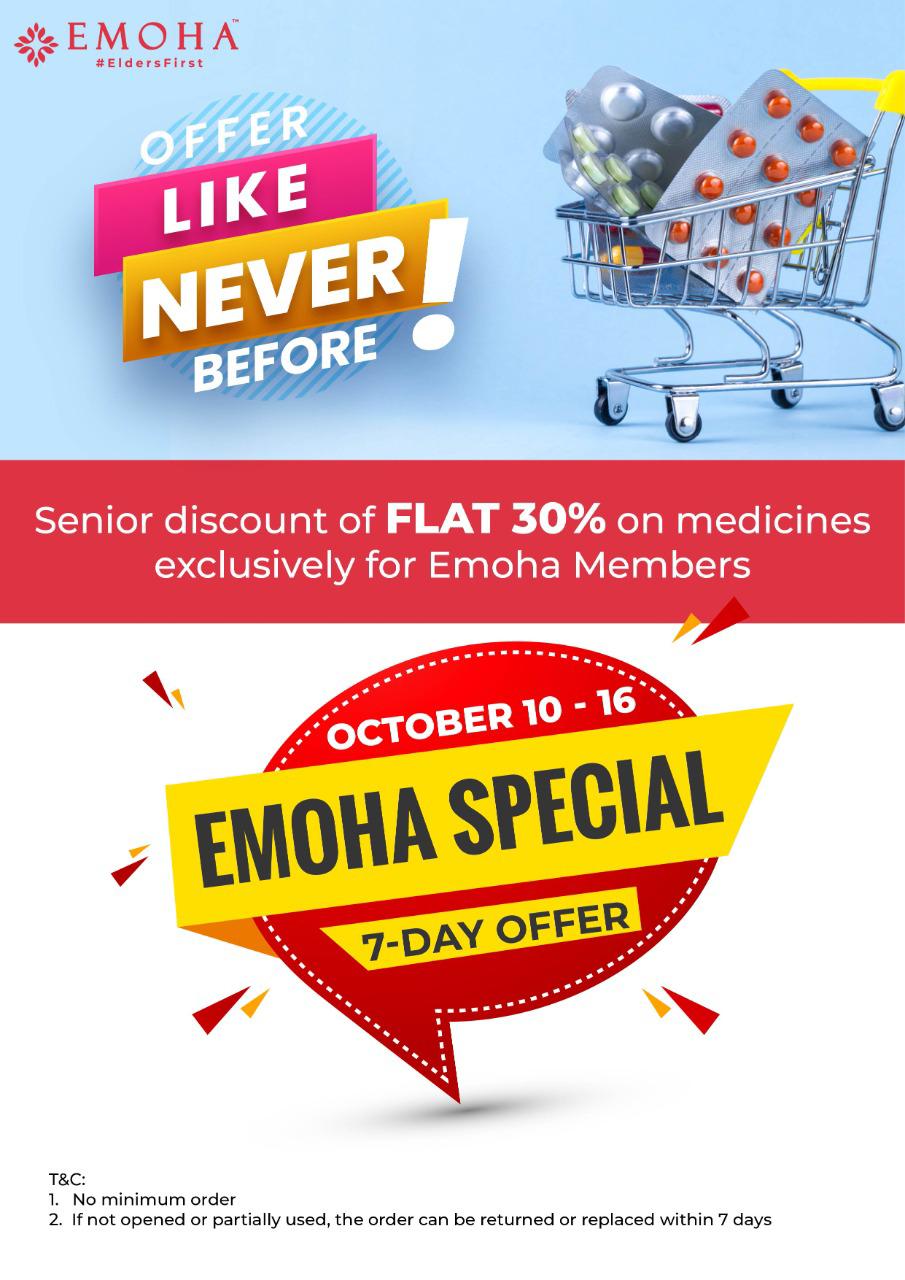 EMOHA™
#EldersFirst
OFFER
LIKE
NEVER!
BEFORE
Senior discount of FLAT 30% on medicines
exclusively for Emoha Members
OCTOBER 10 - 16
EMOHA SPECIAL
7-DAY OFFER
T&C:
1. No minimum order
2. If not opened or partially used, the order can be returned or replaced within 7 days